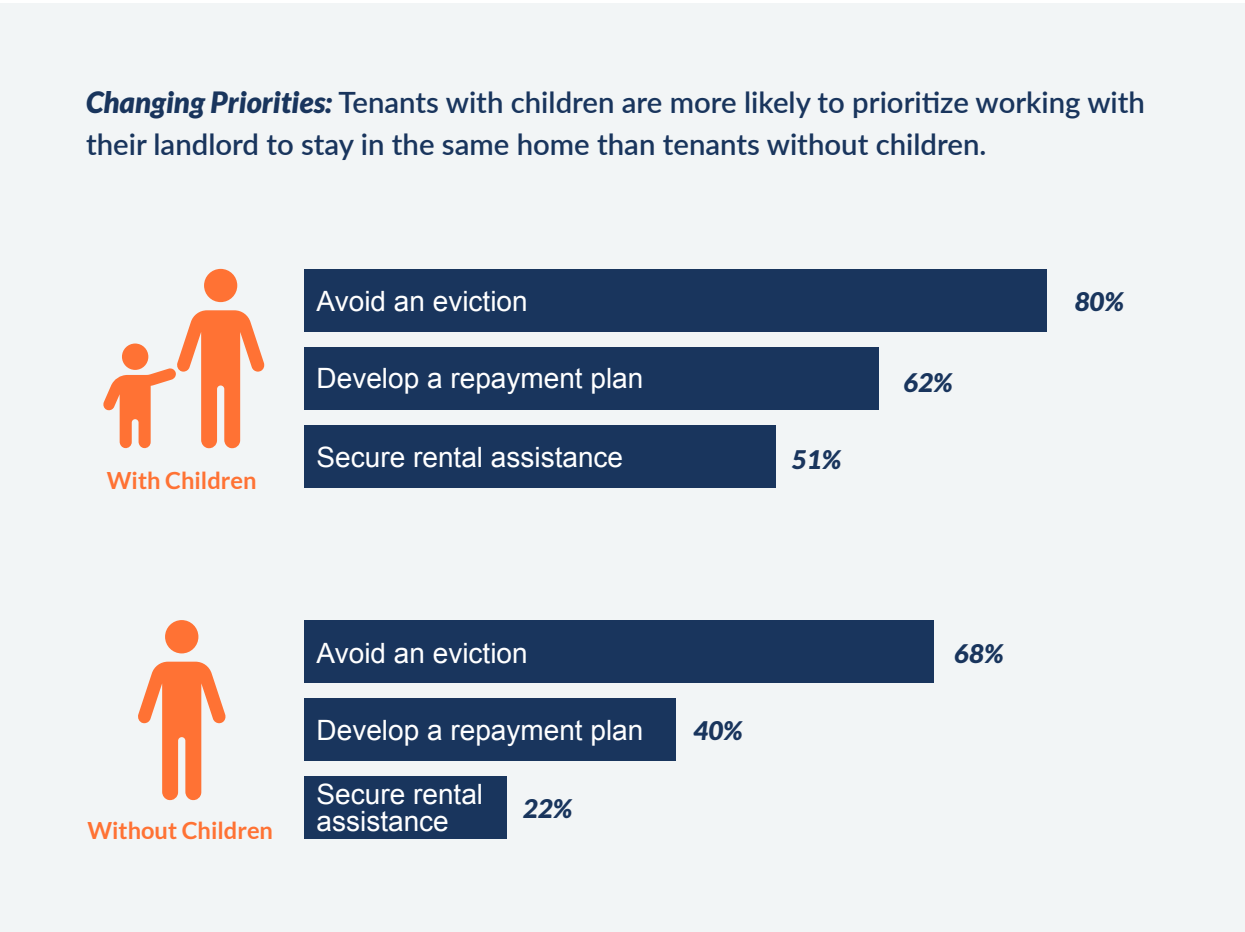 Changing Priorities: Tenants with children are more likely to prioritize working with
their landlord to stay in the same home than tenants without children.
Avoid an eviction
80%
Develop a repayment plan
62%
Secure rental assistance
51%
With Children
Avoid an eviction
68%
Develop a repayment plan
40%
Secure rental
assistance
22%
Without Children